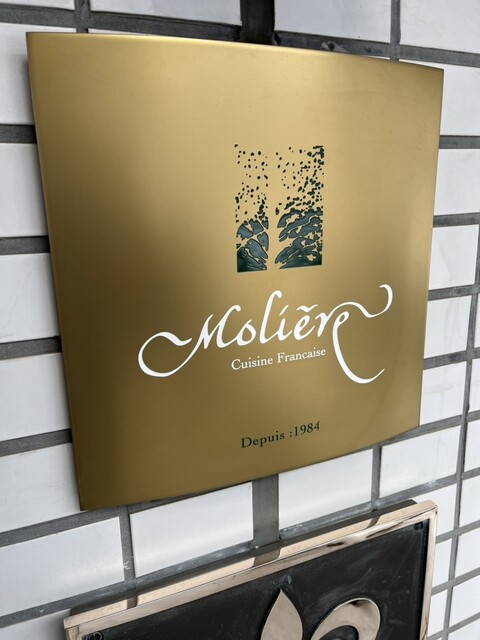 Molière
Cuisine Francaise
Depuis :1984